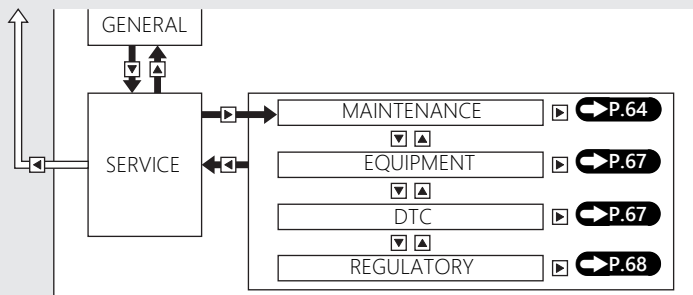 GENERAL
SERVICE
MAINTENANCE
P.64
EQUIPMENT
P.67
DTC
P.67
REGULATORY
P.68